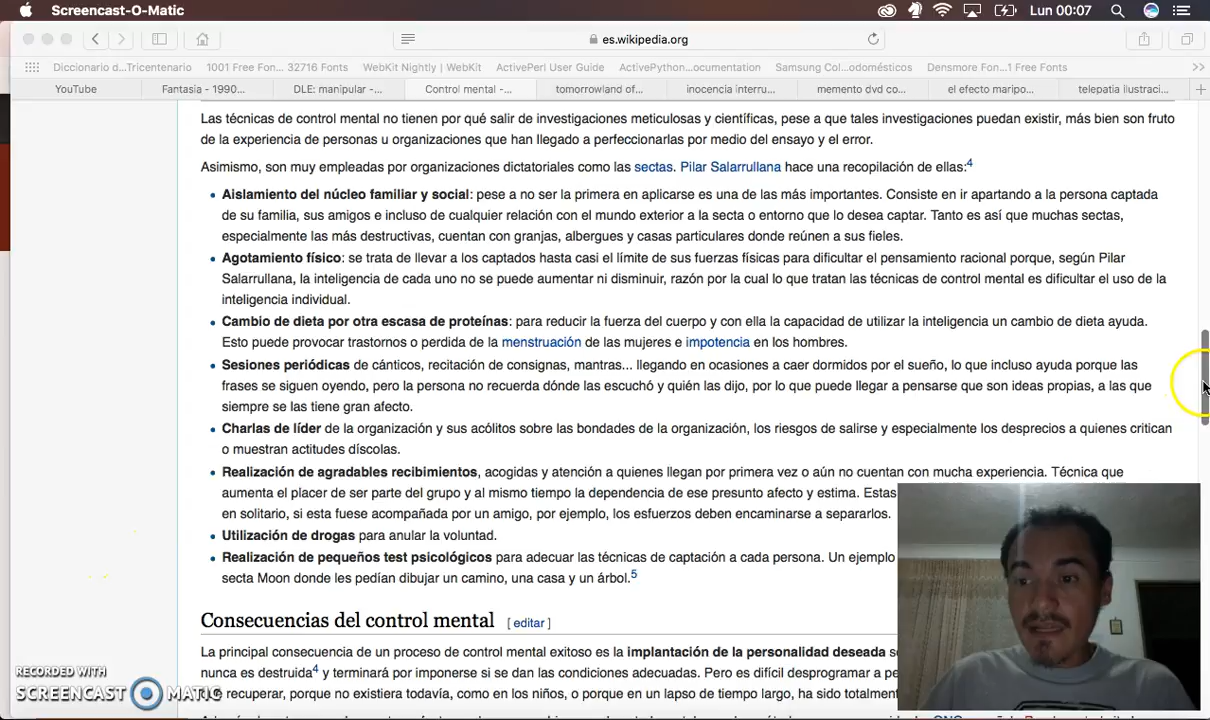 Screencast-O-Matic
Lun 00:07
es.wikipedia.org
Diccionario d...Tricentenario 1001 Free Fon... 32716 Fonts WebKit Nightly | WebKit ActivePerl User Guide ActivePython...ocumentation Samsung Col...odomésticos Densmore Fon...1 Free Fonts
YouTube Fantasia - 1990... DLE: manipular -... Control mental -... tomorrowland of... inocencia interru... memento dvd co... el efecto maripo... telepatia ilustraci...
Las técnicas de control mental no tienen por qué salir de investigaciones meticulosas y científicas, pese a que tales investigaciones puedan existir, más bien son fruto
de la experiencia de personas u organizaciones que han llegado a perfeccionarlas por medio del ensayo y el error.
Asimismo, son muy empleadas por organizaciones dictatoriales como las sectas. Pilar Salarrullana hace una recopilación de ellas:4
• Aislamiento del núcleo familiar y social: pese a no ser la primera en aplicarse es una de las más importantes. Consiste en ir apartando a la persona captada
de su familia, sus amigos e incluso de cualquier relación con el mundo exterior a la secta o entorno que lo desea captar. Tanto es así que muchas sectas,
especialmente las más destructivas, cuentan con granjas, albergues y casas particulares donde reúnen a sus fieles.
• Agotamiento físico: se trata de llevar a los captados hasta casi el límite de sus fuerzas físicas para dificultar el pensamiento racional porque, según Pilar
Salarrullana, la inteligencia de cada uno no se puede aumentar ni disminuir, razón por la cual lo que tratan las técnicas de control mental es dificultar el uso de la
inteligencia individual.
• Cambio de dieta por otra escasa de proteínas: para reducir la fuerza del cuerpo y con ella la capacidad de utilizar la inteligencia un cambio de dieta ayuda.
Esto puede provocar trastornos o perdida de la menstruación de las mujeres e impotencia en los hombres.
• Sesiones periódicas de cánticos, recitación de consignas, mantras... llegando en ocasiones a caer dormidos por el sueño, lo que incluso ayuda porque las
frases se siguen oyendo, pero la persona no recuerda dónde las escuchó y quién las dijo, por lo que puede llegar a pensarse que son ideas propias, a las que
siempre se las tiene gran afecto.
• Charlas de líder de la organización y sus acólitos sobre las bondades de la organización, los riesgos de salirse y especialmente los desprecios a quienes critican
o muestran actitudes díscolas.
• Realización de agradables recibimientos, acogidas y atención a quienes llegan por primera vez o aún no cuentan con mucha experiencia. Técnica que
aumenta el placer de ser parte del grupo y al mismo tiempo la dependencia de ese presunto afecto y estima. Estas
en solitario, si esta fuese acompañada por un amigo, por ejemplo, los esfuerzos deben encaminarse a separarlos.
• Utilización de drogas para anular la voluntad.
• Realización de pequeños test psicológicos para adecuar las técnicas de captación a cada persona. Un ejemplo
secta Moon donde les pedían dibujar un camino, una casa y un árbol.5
Consecuencias del control mental [ editar ]
La principal consecuencia de un proceso de control mental exitoso es la implantación de la personalidad deseada
nunca es destruida4 y terminará por imponerse si se dan las condiciones adecuadas. Pero es difícil desprogramar a
recuperar, porque no existiera todavía, como en los niños, o porque en un lapso de tiempo largo, ha sido
RECORDED WITH
SCREENCAST MATIC